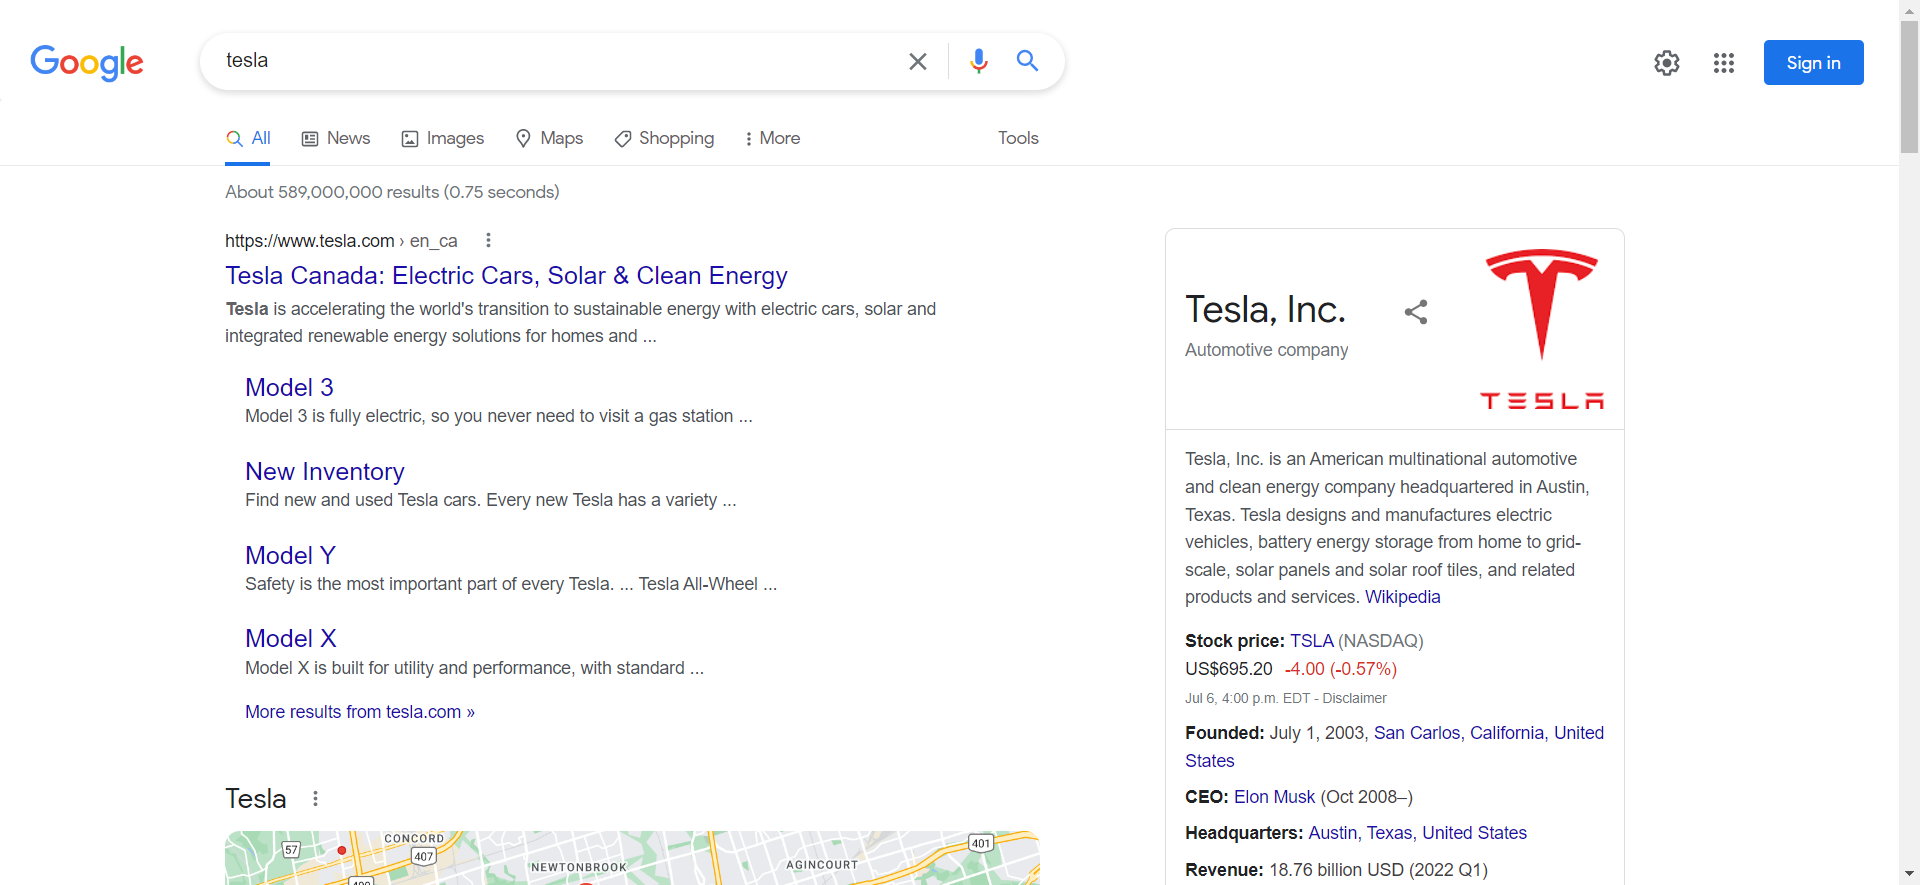 Google
tesla
Sign in
All
News
Images
Maps
Shopping
More
Tools
About 589,000,000 results (0.75 seconds)
https://www.tesla.com › en_ca
Tesla Canada: Electric Cars, Solar & Clean Energy
Tesla is accelerating the world's transition to sustainable energy with electric cars, solar and
integrated renewable energy solutions for homes and ...
Model 3
Model 3 is fully electric, so you never need to visit a gas station ...
New Inventory
Find new and used Tesla cars. Every new Tesla has a variety ...
Model Y
Safety is the most important part of every Tesla. ... Tesla All-Wheel ...
Model X
Model X is built for utility and performance, with standard ...
More results from tesla.com »
Tesla
57
CONCORD
407
NEWTONBROOK
AGINCOURT
401
Tesla, Inc.
Automotive company
TESLA
Tesla, Inc. is an American multinational automotive
and clean energy company headquartered in Austin,
Texas. Tesla designs and manufactures electric
vehicles, battery energy storage from home to grid-
scale, solar panels and solar roof tiles, and related
products and services. Wikipedia
Stock price: TSLA (NASDAQ)
US$695.20 -4.00 (-0.57%)
Jul 6, 4:00 p.m. EDT - Disclaimer
Founded: July 1, 2003, San Carlos, California, United
States
CEO: Elon Musk (Oct 2008–)
Headquarters: Austin, Texas, United States
Revenue: 18.76 billion USD (2022 Q1)